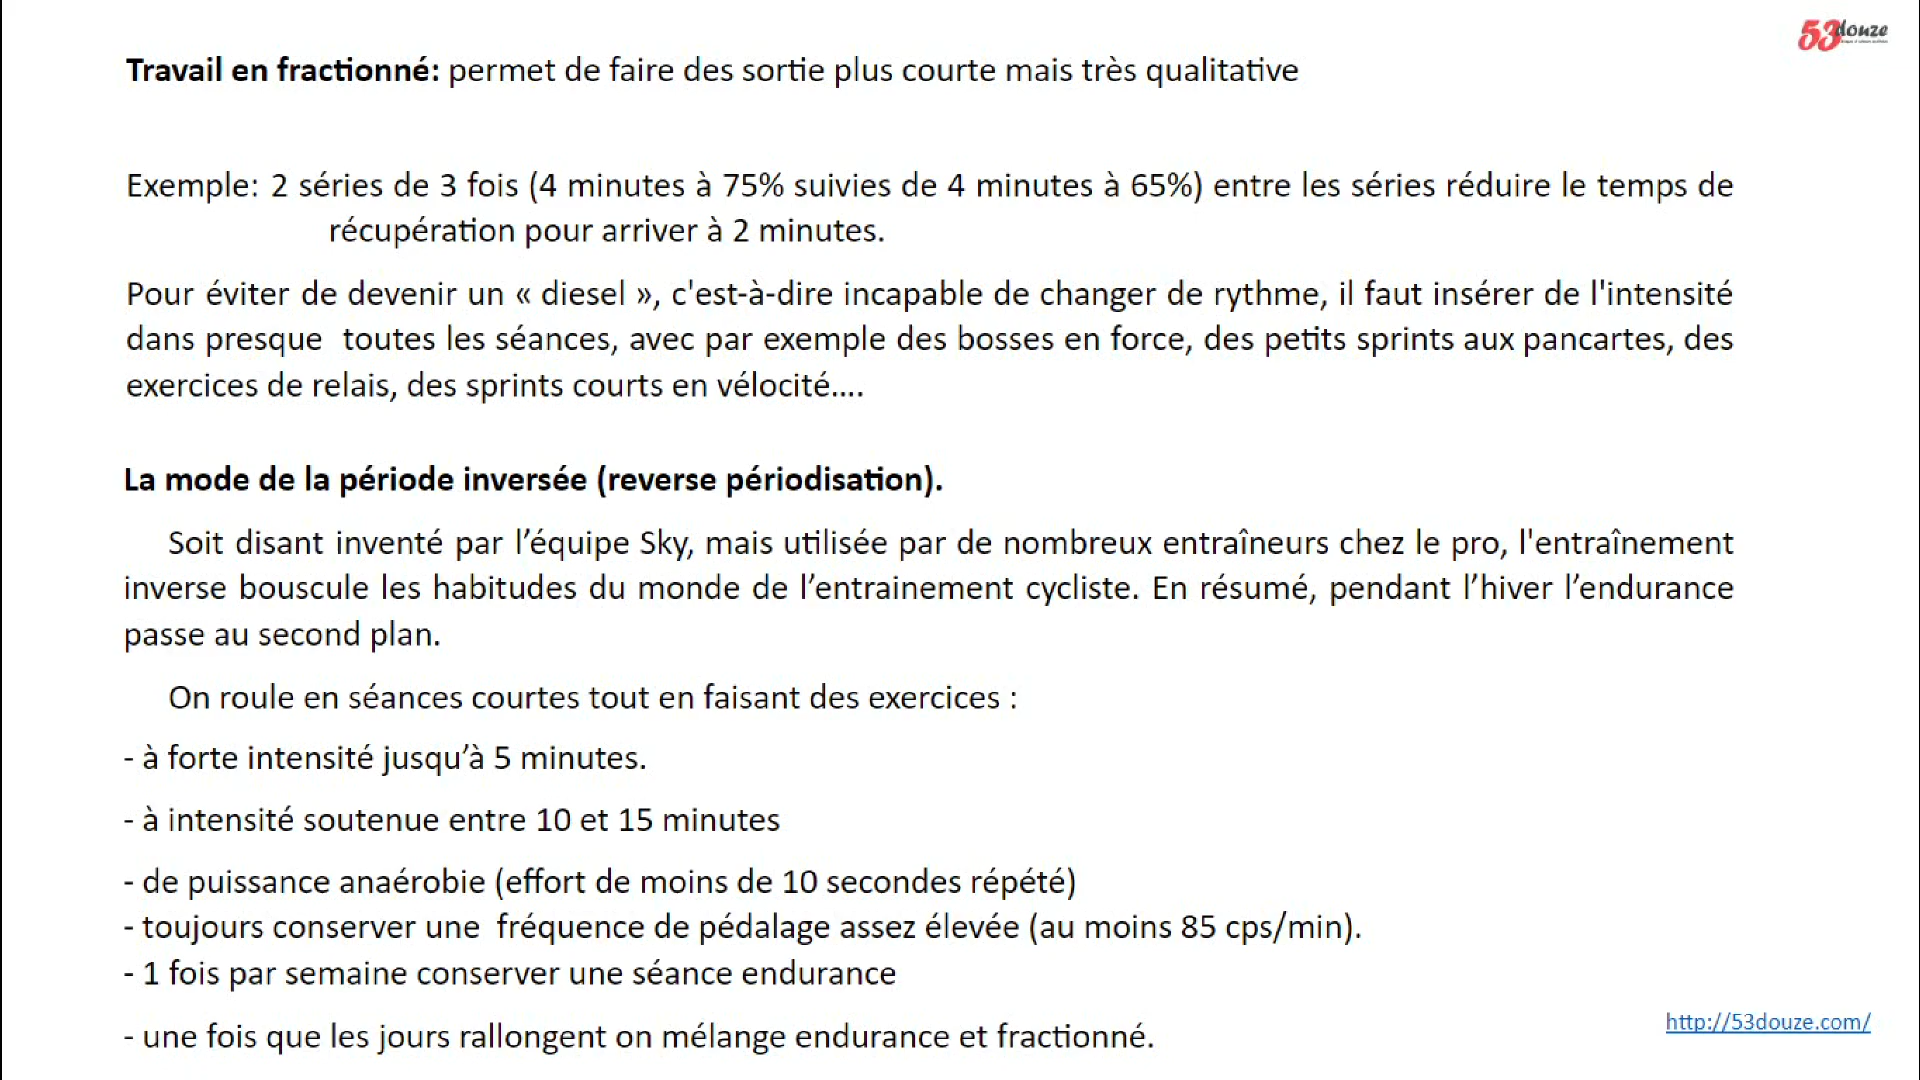 53douze
Travail en fractionné: permet de faire des sortie plus courte mais très qualitative
Exemple: 2 séries de 3 fois (4 minutes à 75% suivies de 4 minutes à 65%) entre les séries réduire le temps de
récupération pour arriver à 2 minutes.
Pour éviter de devenir un « diesel », c'est-à-dire incapable de changer de rythme, il faut insérer de l'intensité
dans presque  toutes les séances, avec par exemple des bosses en force, des petits sprints aux pancartes, des
exercices de relais, des sprints courts en vélocité....
La mode de la période inversée (reverse périodisation).
Soit disant inventé par l’équipe Sky, mais utilisée par de nombreux entraîneurs chez le pro, l'entraînement
inverse bouscule les habitudes du monde de l’entrainement cycliste. En résumé, pendant l’hiver l’endurance
passe au second plan.
On roule en séances courtes tout en faisant des exercices :
- à forte intensité jusqu’à 5 minutes.
- à intensité soutenue entre 10 et 15 minutes
- de puissance anaérobie (effort de moins de 10 secondes répété)
- toujours conserver une  fréquence de pédalage assez élevée (au moins 85 cps/min).
- 1 fois par semaine conserver une séance endurance
- une fois que les jours rallongent on mélange endurance et fractionné.
http://53douze.com/